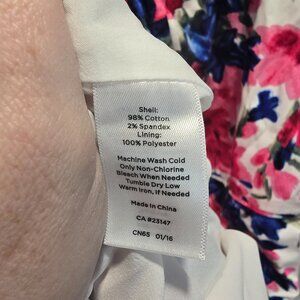 Shell:
98% Cotton
2% Spandex
Lining:
100% Polyester
Machine Wash Cold
Only Non-Chlorine
Bleach When Needed
Tumble Dry Low
Warm Iron, if Needed
Made in China
CA #23147
CN65 01/16